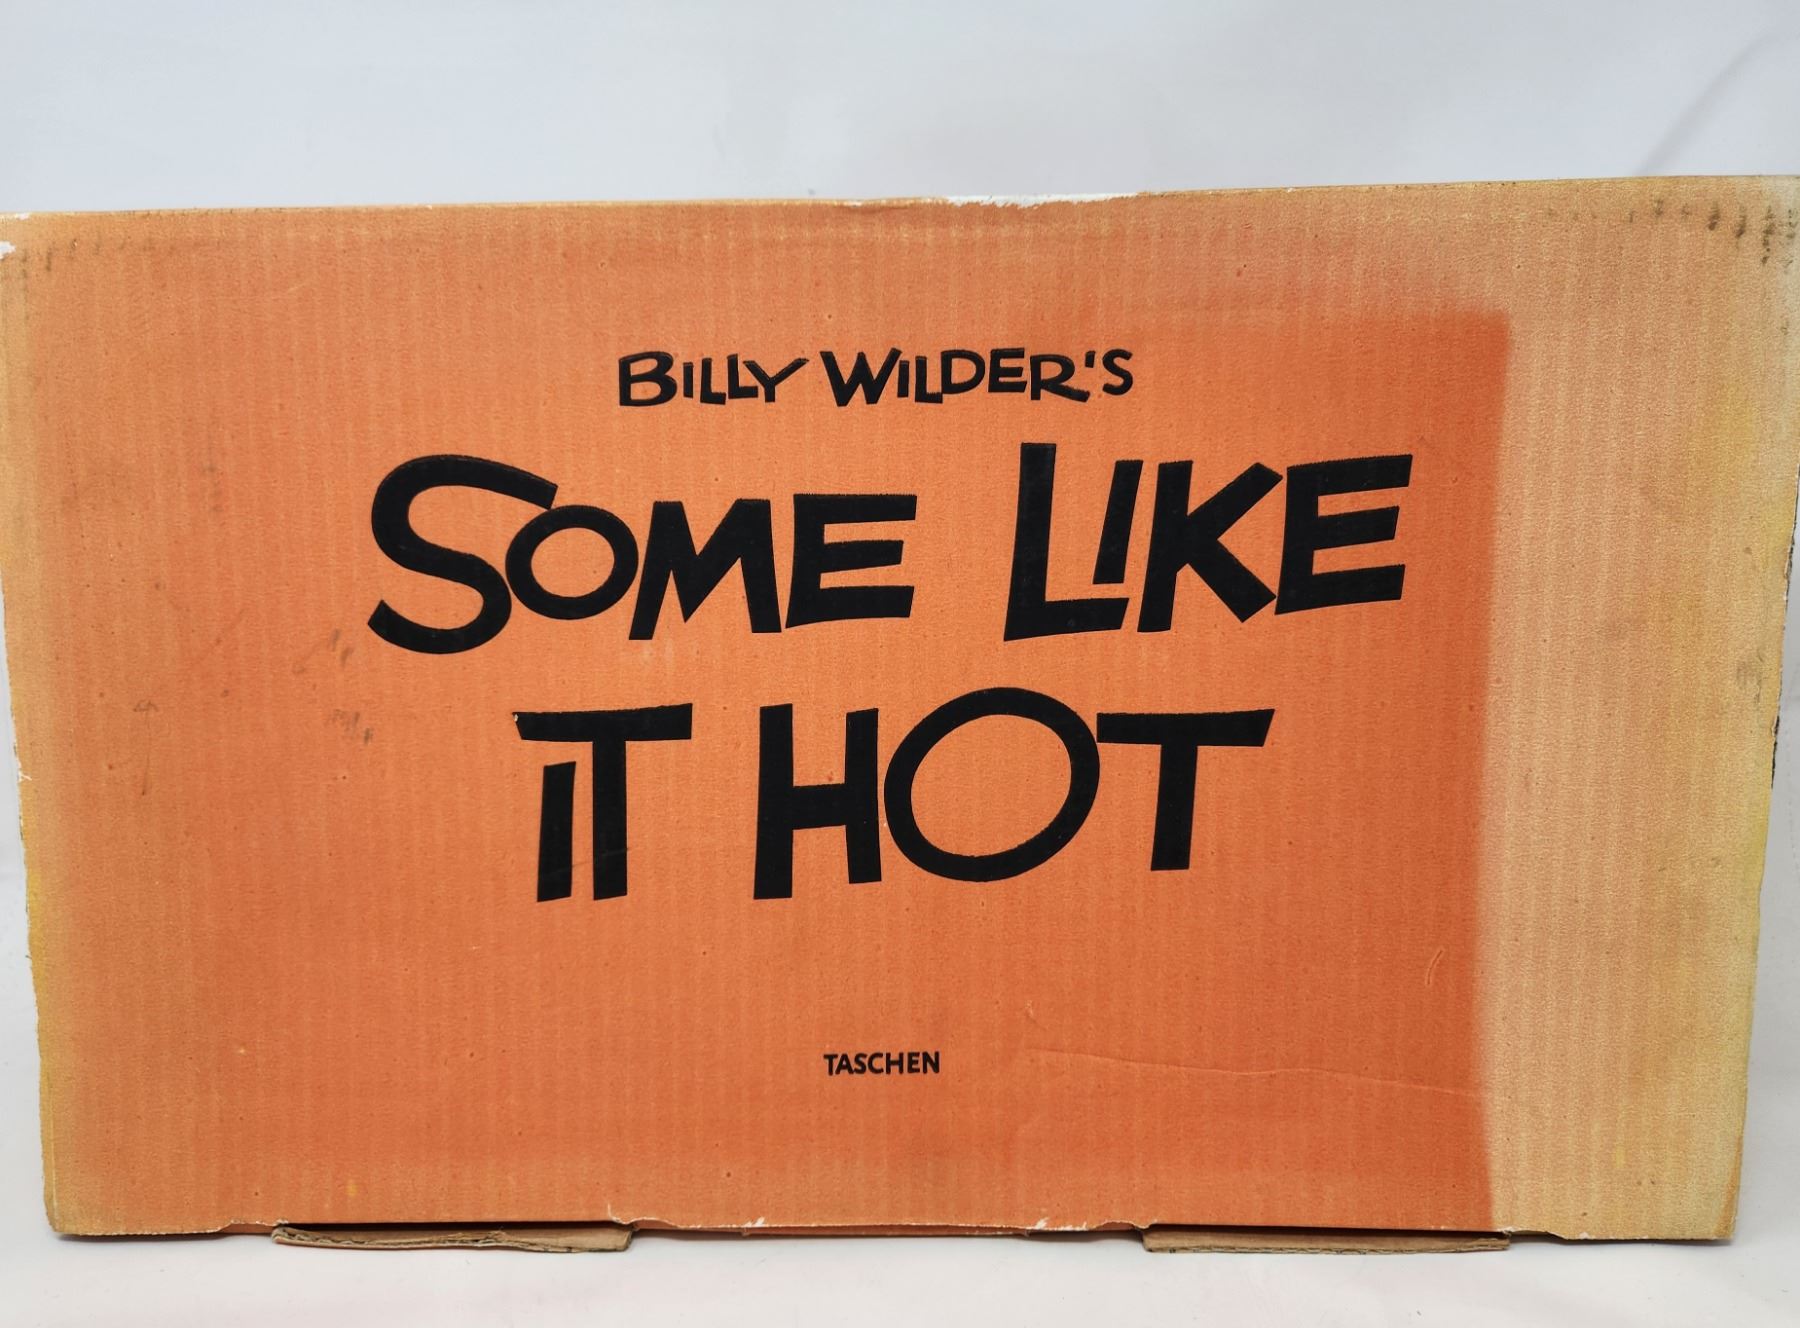 BILLY WILDER'S
SOME LIKE
IT HOT
TASCHEN